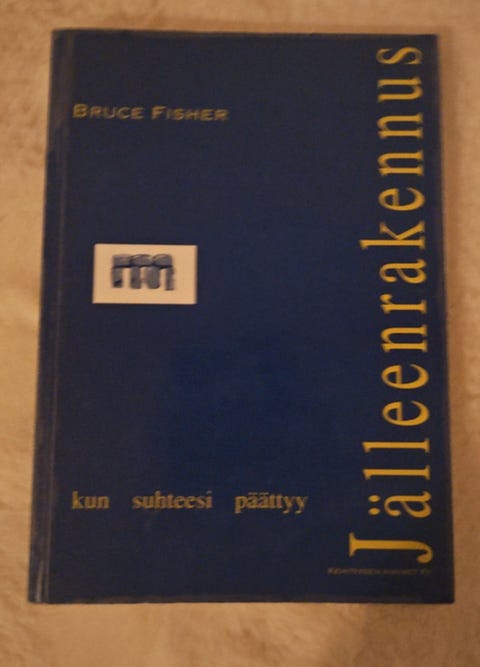 BRUCE FISHER
Jälleenrakennus
kun suhteesi päättyy